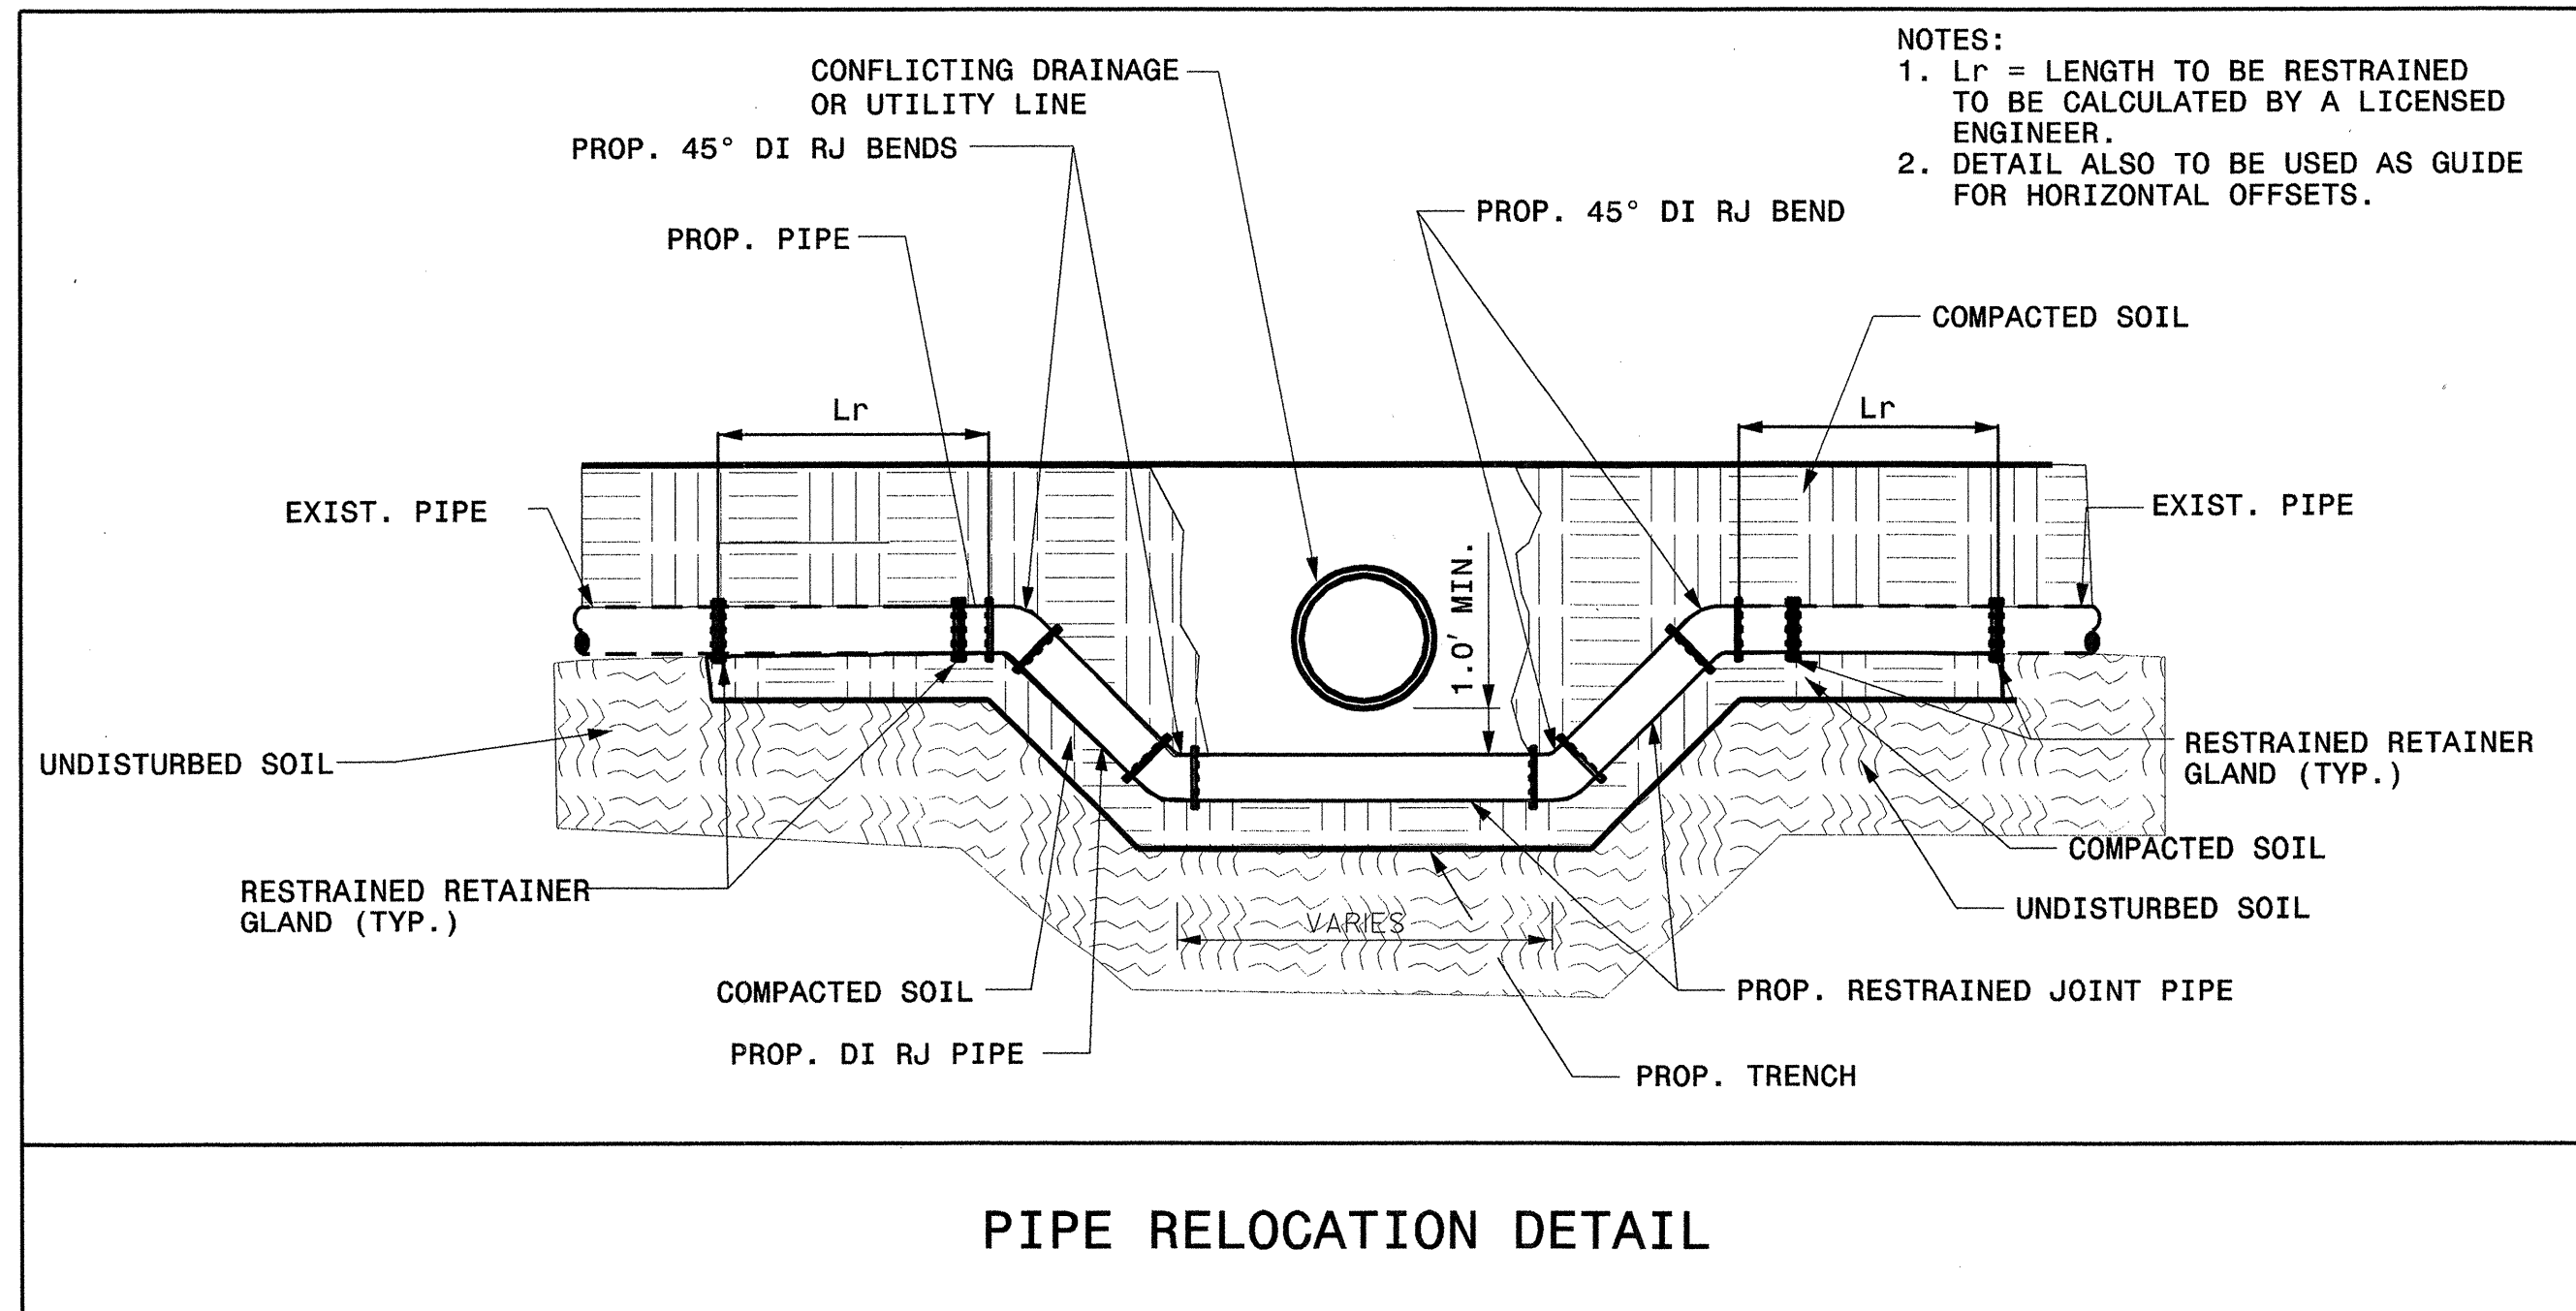 NOTES:
1. Lr = LENGTH TO BE RESTRAINED
TO BE CALCULATED BY A LICENSED
ENGINEER.
2. DETAIL ALSO TO BE USED AS GUIDE
FOR HORIZONTAL OFFSETS.
CONFLICTING DRAINAGE
OR UTILITY LINE
PROP. 45° DI RJ BENDS
PROP. 45° DI RJ BEND
PROP. PIPE
COMPACTED SOIL
Lr
Lr
EXIST. PIPE
EXIST. PIPE
1.0' MIN.
UNDISTURBED SOIL
RESTRAINED RETAINER
GLAND (TYP.)
COMPACTED SOIL
RESTRAINED RETAINER
GLAND (TYP.)
UNDISTURBED SOIL
VARIES
COMPACTED SOIL
PROP. RESTRAINED JOINT PIPE
PROP. DI RJ PIPE
PROP. TRENCH
PIPE RELOCATION DETAIL